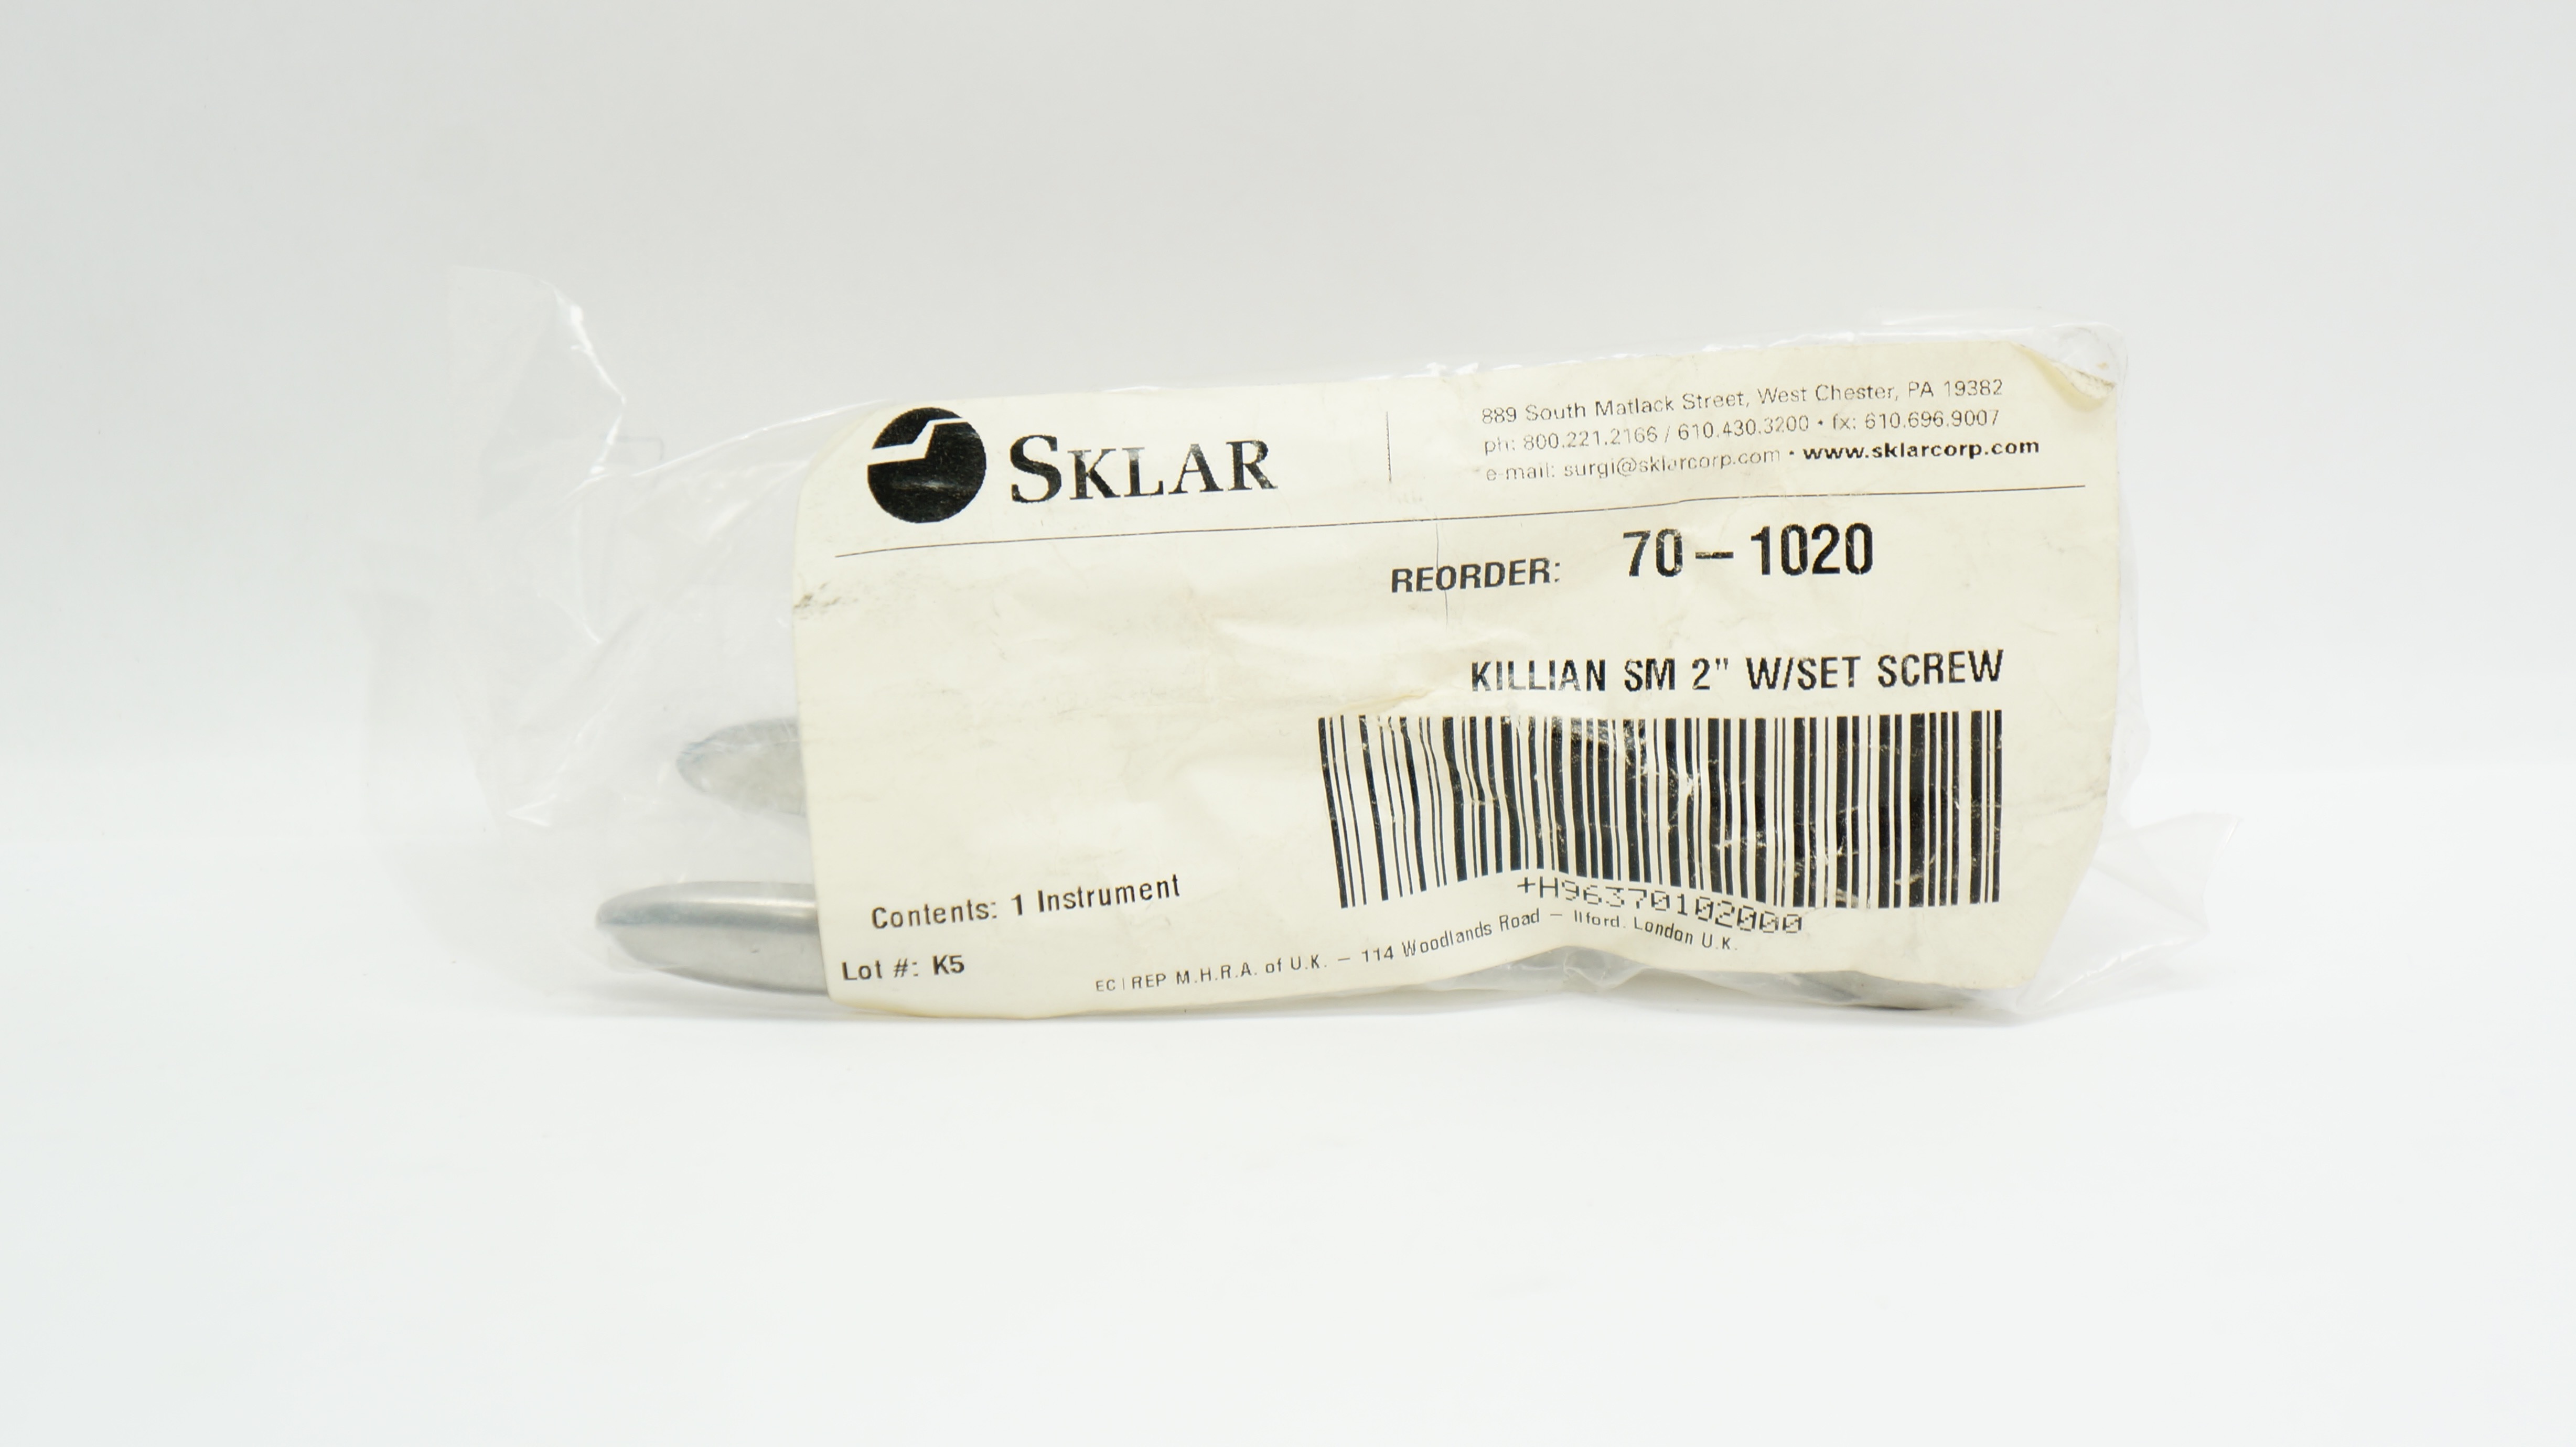 SKLAR
889 South Matlack Street, West Chester, PA 19382
ph: 800.221.2166 / 610.430.3200 • fx: 610.696.9007
e-mail: surgi@sklarcorp.com • www.sklarcorp.com
REORDER: 70-1020
KILLIAN SM 2" W/SET SCREW
+H96370102000
Contents: 1 Instrument
Lot #: K5
EC|REP M.H.R.A. of U.K. – 114 Woodlands Road – Ilford. London U.K.